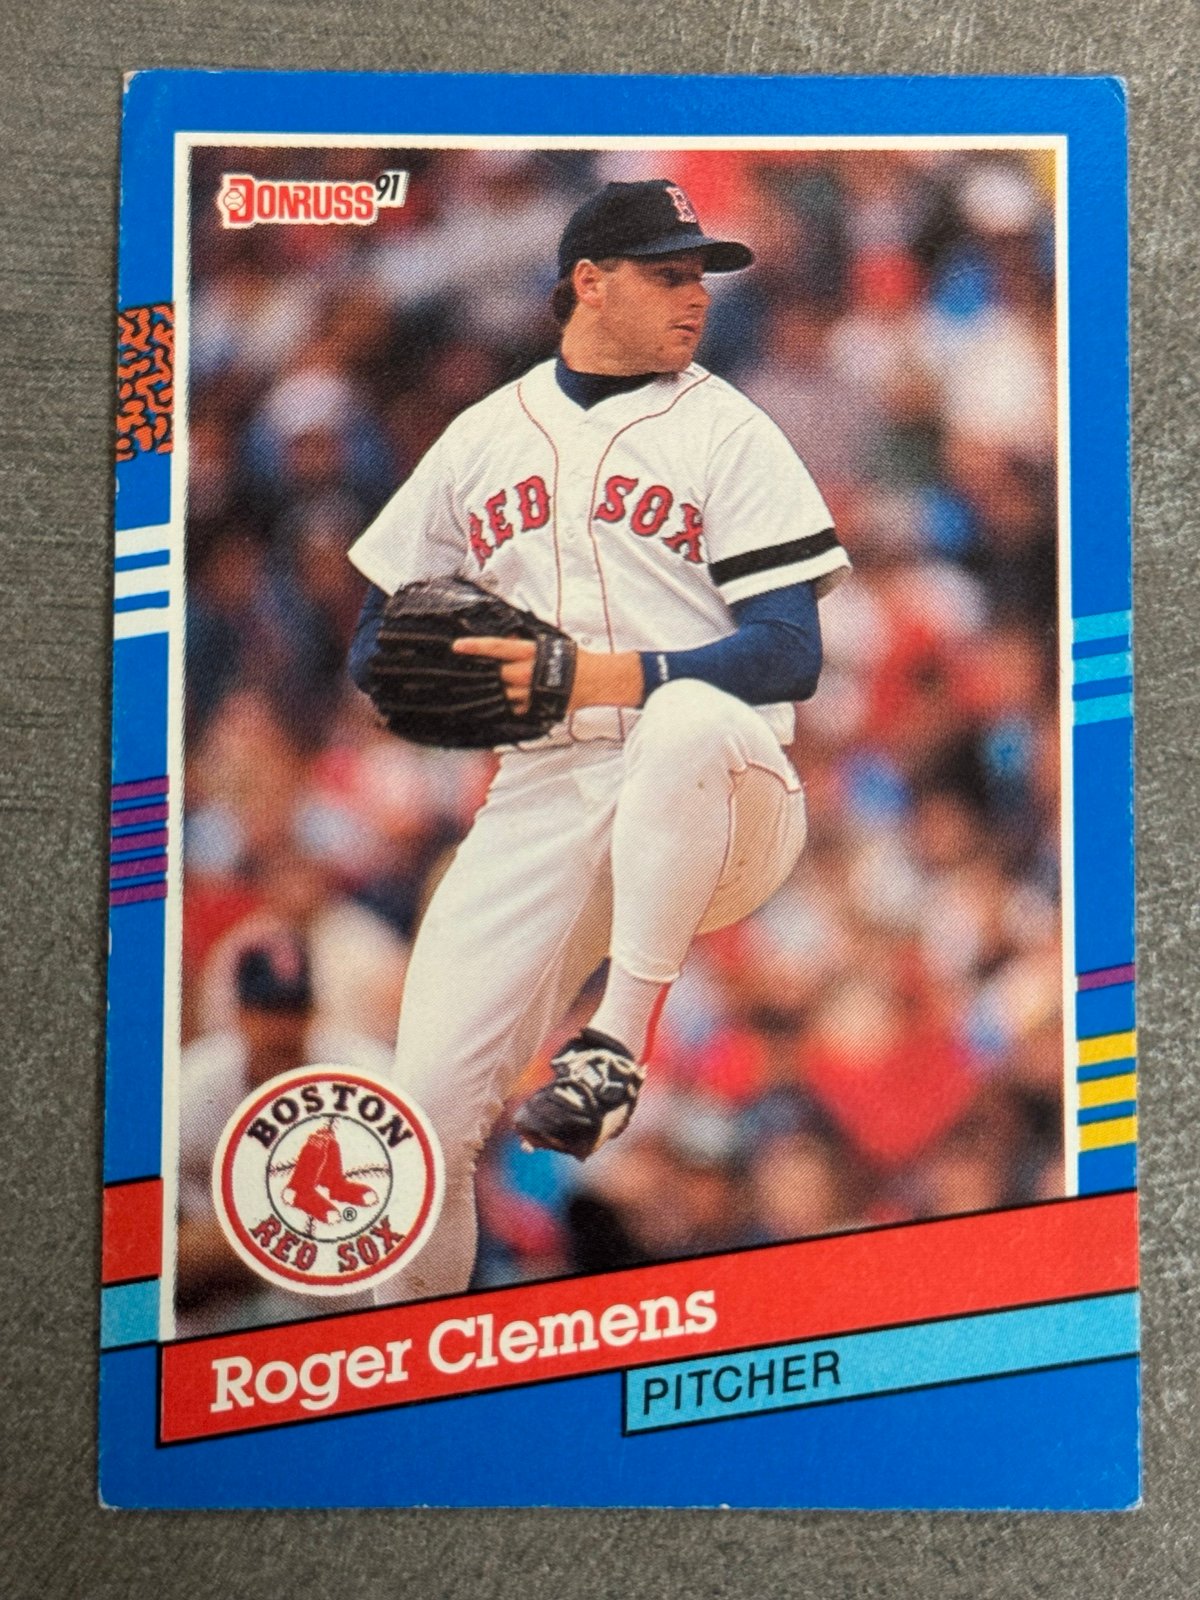 DONRUSS 91
B
RED SOX
BOSTON
RED SOX
®
Roger Clemens
PITCHER